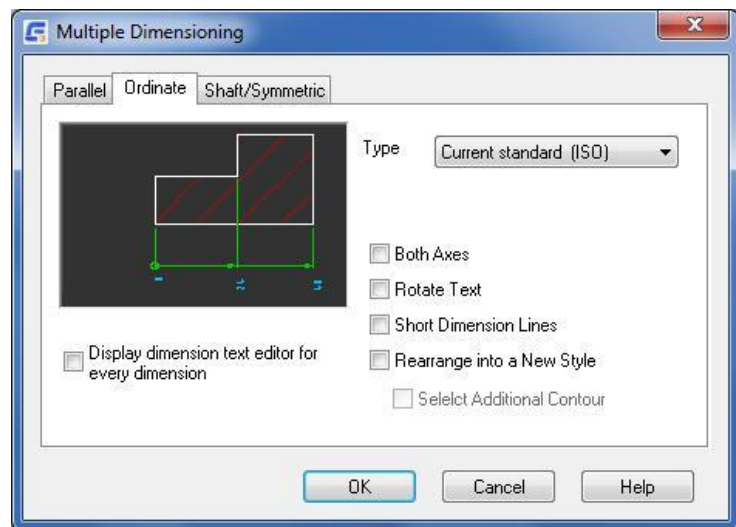 Multiple Dimensioning
Parallel
Ordinate
Shaft/Symmetric
Type
Current standard (ISO)
Both Axes
Rotate Text
Short Dimension Lines
Display dimension text editor for
every dimension
Rearrange into a New Style
Selelct Additional Contour
OK
Cancel
Help